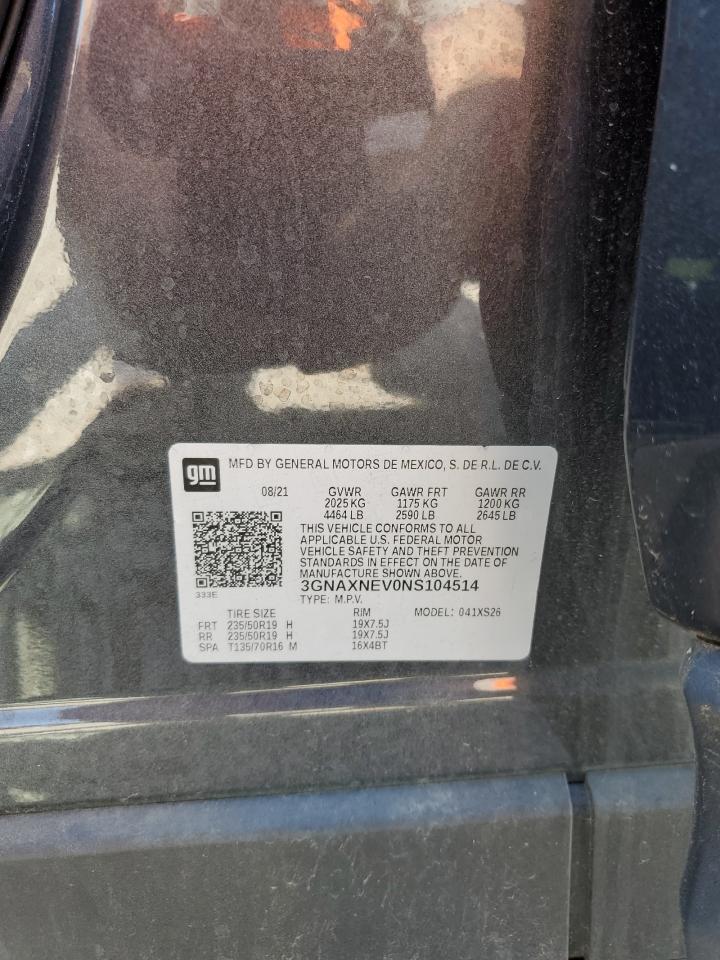 gm MFD BY GENERAL MOTORS DE MEXICO, S. DE R.L. DE C.V.
08/21 GVWR GAWR FRT GAWR RR
2025 KG 1175 KG 1200 KG
4464 LB 2590 LB 2645 LB
THIS VEHICLE CONFORMS TO ALL
APPLICABLE U.S. FEDERAL MOTOR
VEHICLE SAFETY AND THEFT PREVENTION
STANDARDS IN EFFECT ON THE DATE OF
MANUFACTURE SHOWN ABOVE.
3GNAXNEV0NS104514
333E
TYPE: M.P.V.
TIRE SIZE RIM MODEL: 041XS26
FRT 235/50R19 H 19X7.5J
RR 235/50R19 H 19X7.5J
SPA T135/70R16 M 16X4BT